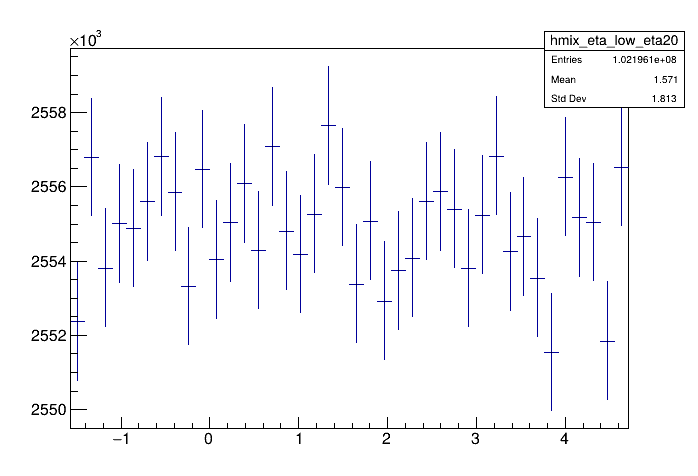 ×10³
hmix_eta_low_eta20
Entries 1.021961e+08
Mean 1.571
Std Dev 1.813
2558
2556
2554
2552
2550
−1 0 1 2 3 4